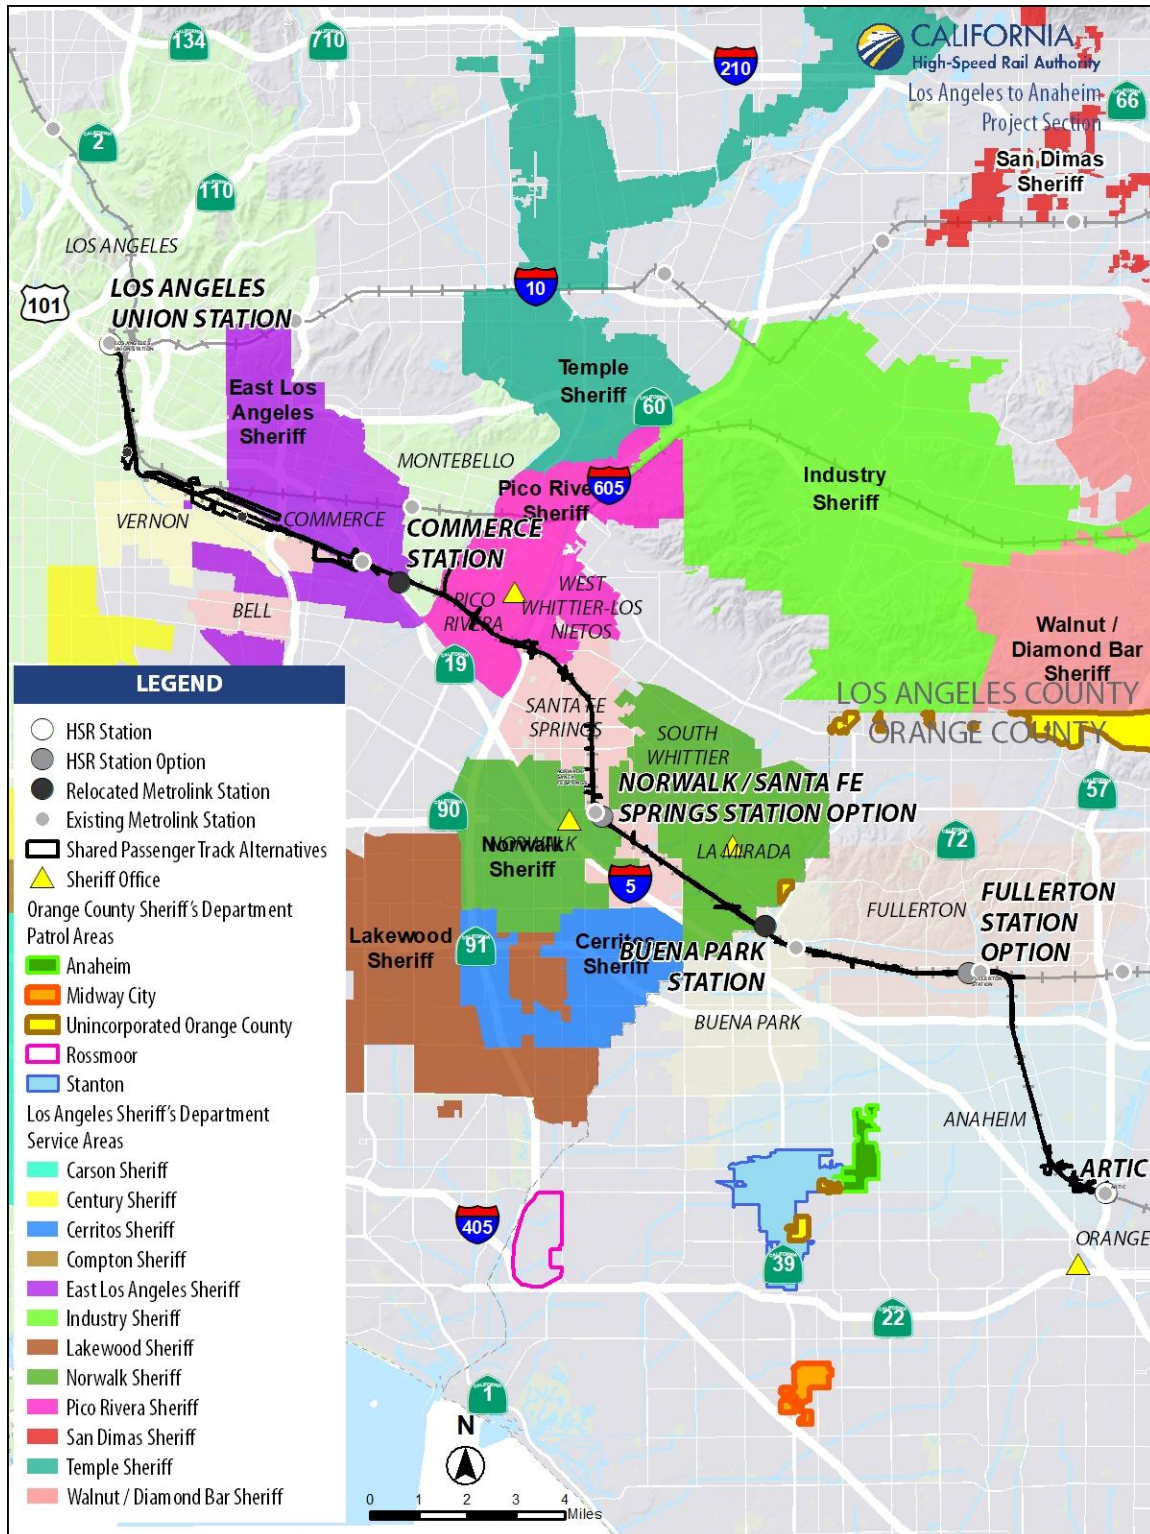 CALIFORNIA
High-Speed Rail Authority
Los Angeles to Anaheim
Project Section
134
710
210
2
66
110
San Dimas
Sheriff
LOS ANGELES
101
LOS ANGELES
UNION STATION
10
East Los
Angeles
Sheriff
Temple
Sheriff
60
MONTEBELLO
Pico River
Sheriff
605
Industry
Sheriff
VERNON
COMMERCE
COMMERCE
STATION
BELL
PICO
RIVERA
WEST
WHITTIER-LOS
NIETOS
19
Walnut /
Diamond Bar
Sheriff
LOS ANGELES COUNTY
ORANGE COUNTY
SANTA FE
SPRINGS
SOUTH
WHITTIER
NORWALK / SANTA FE
SPRINGS STATION OPTION
90
57
72
NORWALK
Norwalk
Sheriff
LA MIRADA
5
FULLERTON
FULLERTON
STATION
OPTION
Lakewood
Sheriff
91
Cerritos
Sheriff
BUENA PARK
STATION
BUENA PARK
ANAHEIM
ARTIC
ARTIC
405
39
ORANGE
22
1
N
0 1 2 3 4
Miles
LEGEND
HSR Station
HSR Station Option
Relocated Metrolink Station
Existing Metrolink Station
Shared Passenger Track Alternatives
Sheriff Office
Orange County Sheriff's Department
Patrol Areas
Anaheim
Midway City
Unincorporated Orange County
Rossmoor
Stanton
Los Angeles Sheriff's Department
Service Areas
Carson Sheriff
Century Sheriff
Cerritos Sheriff
Compton Sheriff
East Los Angeles Sheriff
Industry Sheriff
Lakewood Sheriff
Norwalk Sheriff
Pico Rivera Sheriff
San Dimas Sheriff
Temple Sheriff
Walnut / Diamond Bar Sheriff